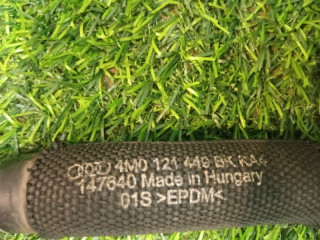 4M0 121 449 BK KA4
147640 Made in Hungary
01S >EPDM<